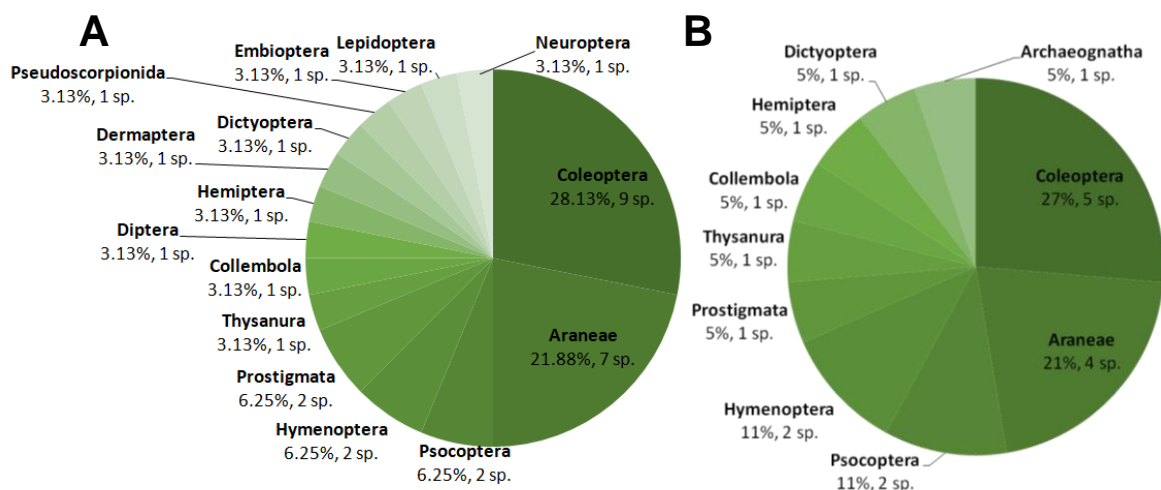 A
Neuroptera
3.13%, 1 sp.
Lepidoptera
3.13%, 1 sp.
Embioptera
3.13%, 1 sp.
Pseudoscorpionida
3.13%, 1 sp.
Dictyoptera
3.13%, 1 sp.
Dermaptera
3.13%, 1 sp.
Hemiptera
3.13%, 1 sp.
Diptera
3.13%, 1 sp.
Collembola
3.13%, 1 sp.
Thysanura
3.13%, 1 sp.
Prostigmata
6.25%, 2 sp.
Hymenoptera
6.25%, 2 sp.
Psocoptera
6.25%, 2 sp.
Araneae
21.88%, 7 sp.
Coleoptera
28.13%, 9 sp.
B
Archaeognatha
5%, 1 sp.
Dictyoptera
5%, 1 sp.
Hemiptera
5%, 1 sp.
Collembola
5%, 1 sp.
Thysanura
5%, 1 sp.
Prostigmata
5%, 1 sp.
Hymenoptera
11%, 2 sp.
Psocoptera
11%, 2 sp.
Araneae
21%, 4 sp.
Coleoptera
27%, 5 sp.